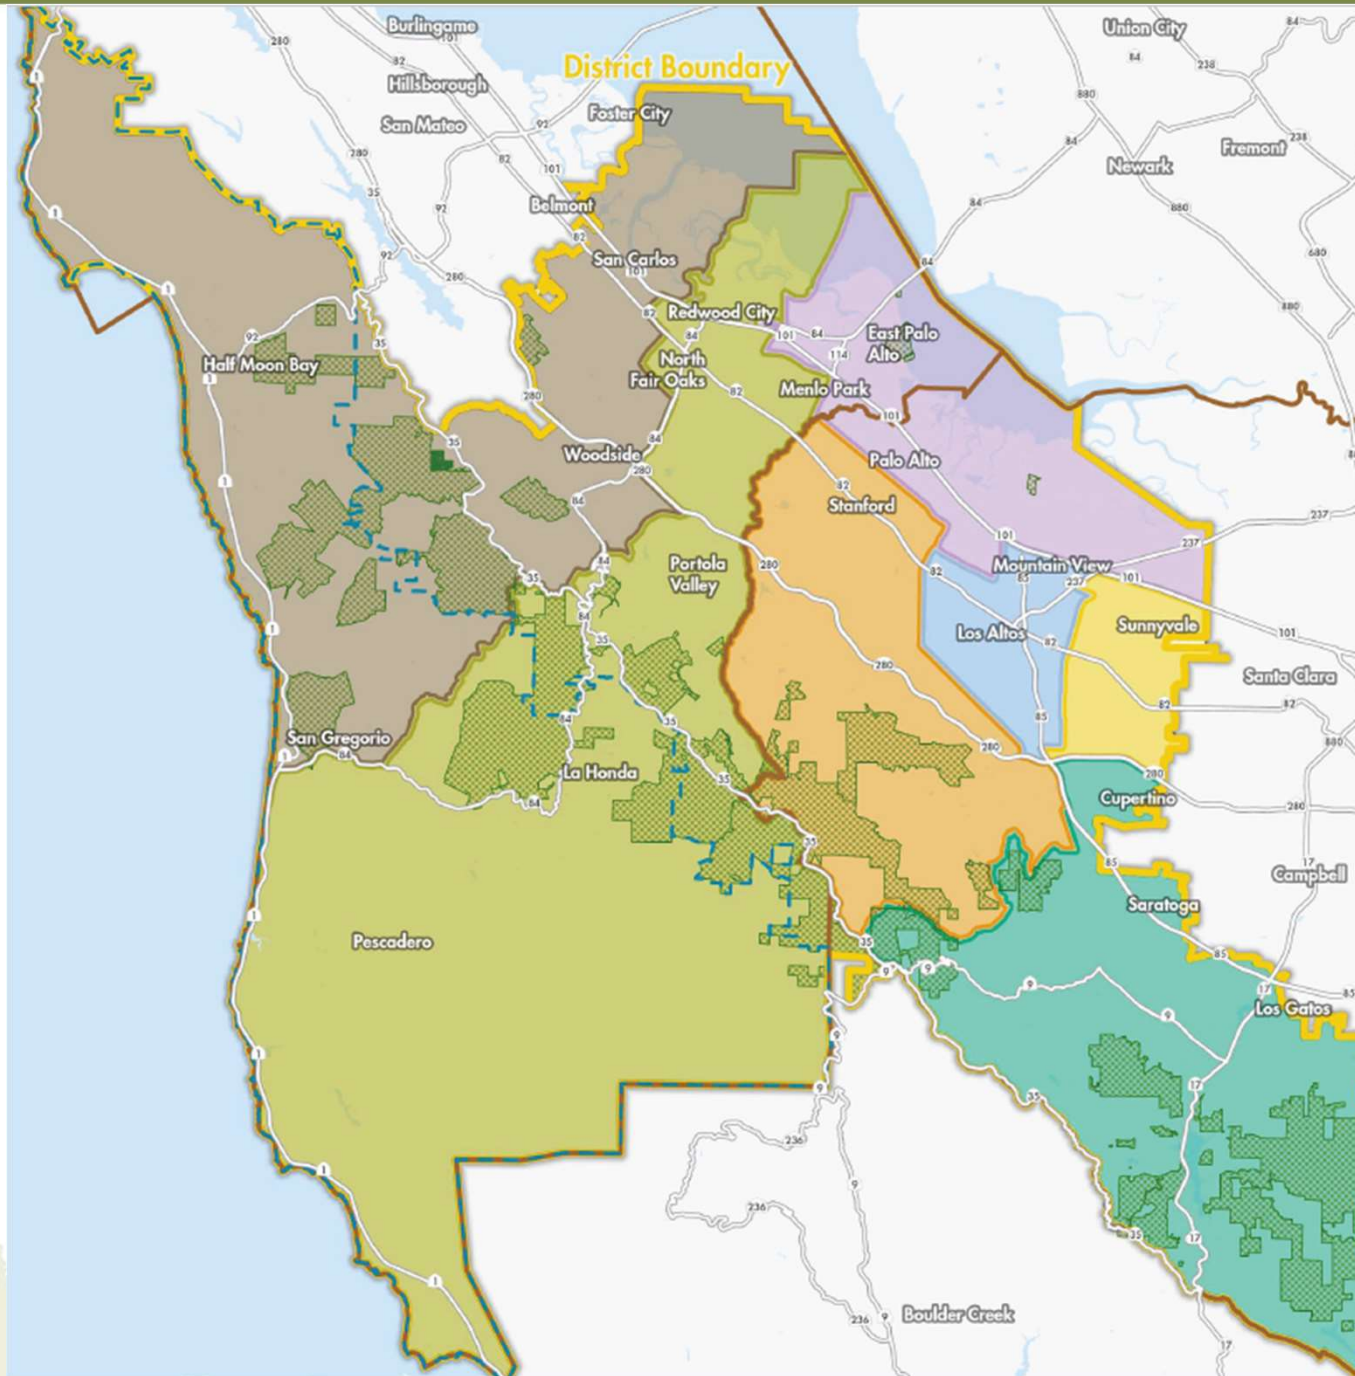 Burlingame
Union City
District Boundary
Hillsborough
Foster City
San Mateo
Fremont
Newark
Belmont
San Carlos
Redwood City
East Palo
Alto
North
Fair Oaks
Half Moon Bay
Menlo Park
Woodside
Palo Alto
Stanford
Portola
Valley
Mountain View
Los Altos
Sunnyvale
Santa Clara
San Gregorio
La Honda
Cupertino
Campbell
Saratoga
Pescadero
Los Gatos
Boulder Creek
280
101
82
84
238
880
92
35
1
680
114
237
85
17
9
236